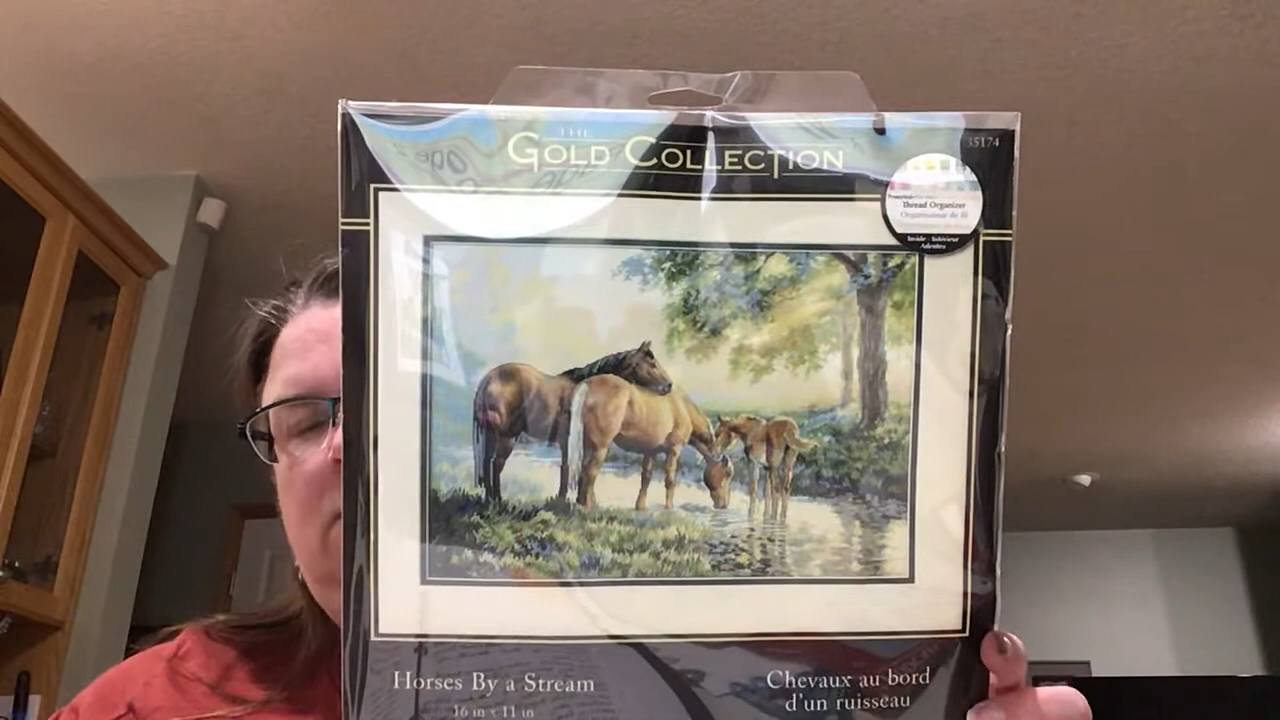 THE
GOLD COLLECTION
35174
Thread Organizer
Organisateur de fil
Inside · Intérieur
Adentro
Horses By a Stream
16 in x 11 in
Chevaux au bord
d'un ruisseau